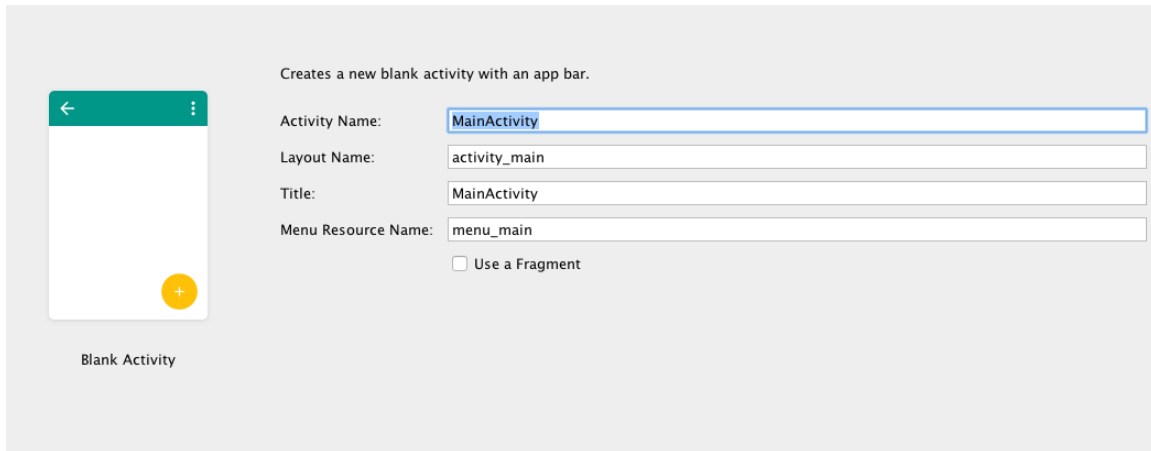 Creates a new blank activity with an app bar.
Activity Name: MainActivity
Layout Name: activity_main
Title: MainActivity
Menu Resource Name: menu_main
Use a Fragment
Blank Activity